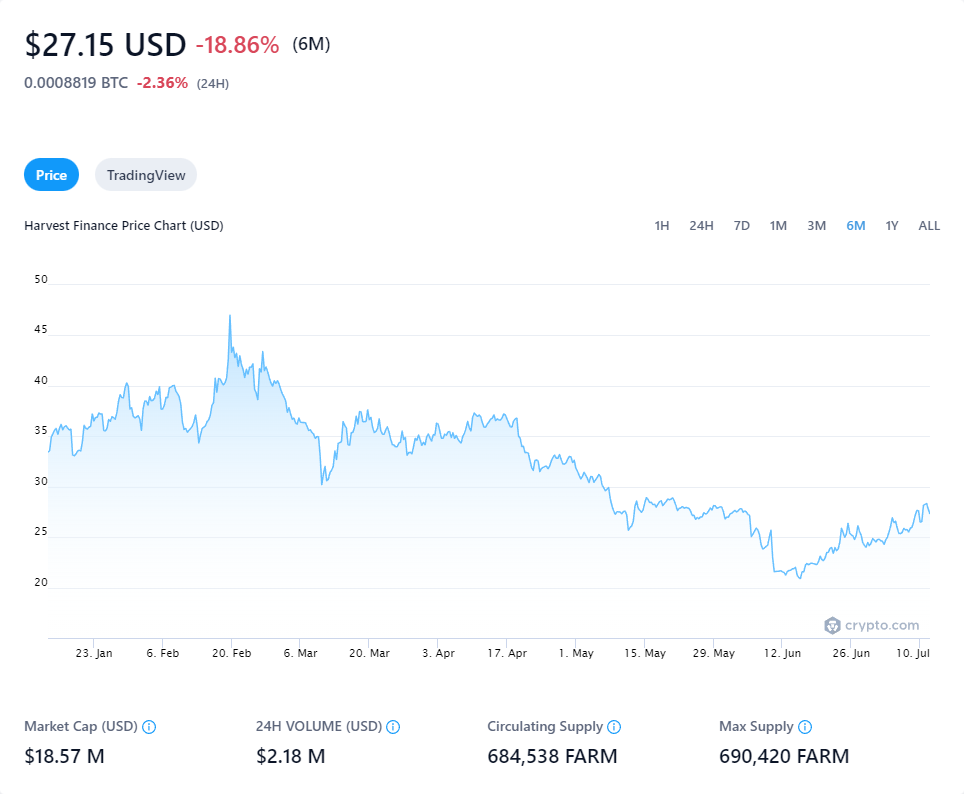 $27.15 USD -18.86% (6M)
0.0008819 BTC -2.36% (24H)
Price TradingView
Harvest Finance Price Chart (USD) 1H 24H 7D 1M 3M 6M 1Y ALL
50
45
40
35
30
25
20
crypto.com
23. Jan 6. Feb 20. Feb 6. Mar 20. Mar 3. Apr 17. Apr 1. May 15. May 29. May 12. Jun 26. Jun 10. Jul
Market Cap (USD) 24H VOLUME (USD) Circulating Supply Max Supply
$18.57 M $2.18 M 684,538 FARM 690,420 FARM